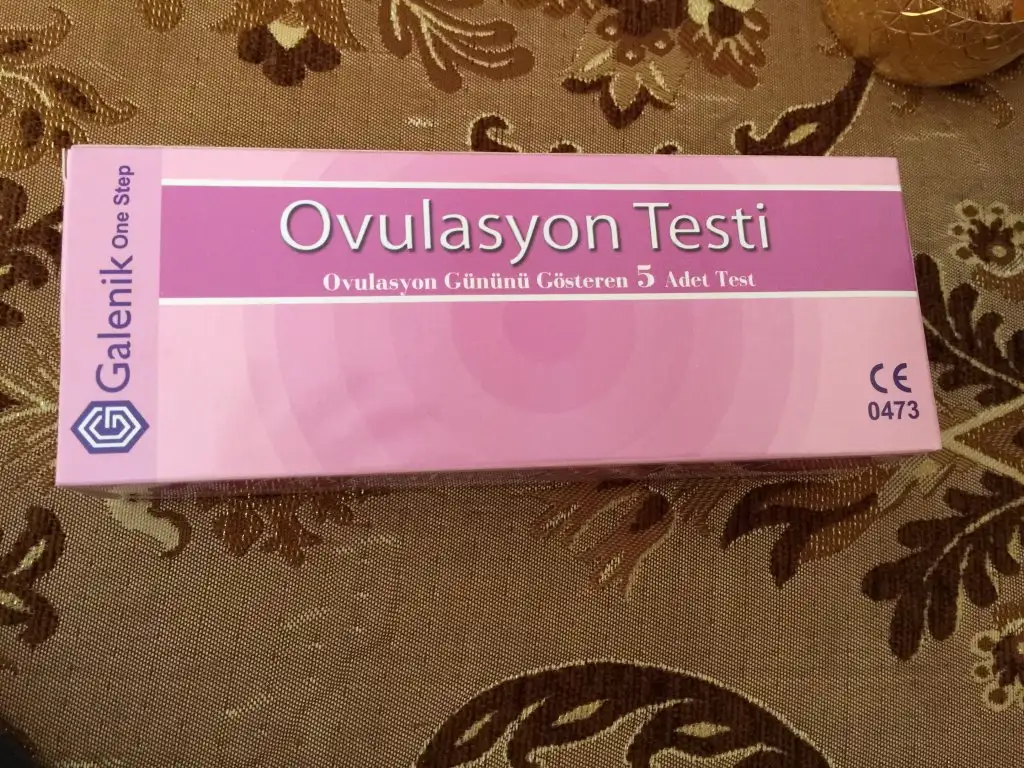 Galenik One Step
Ovulasyon Testi
Ovulasyon Gününü Gösteren 5 Adet Test
CE
0473